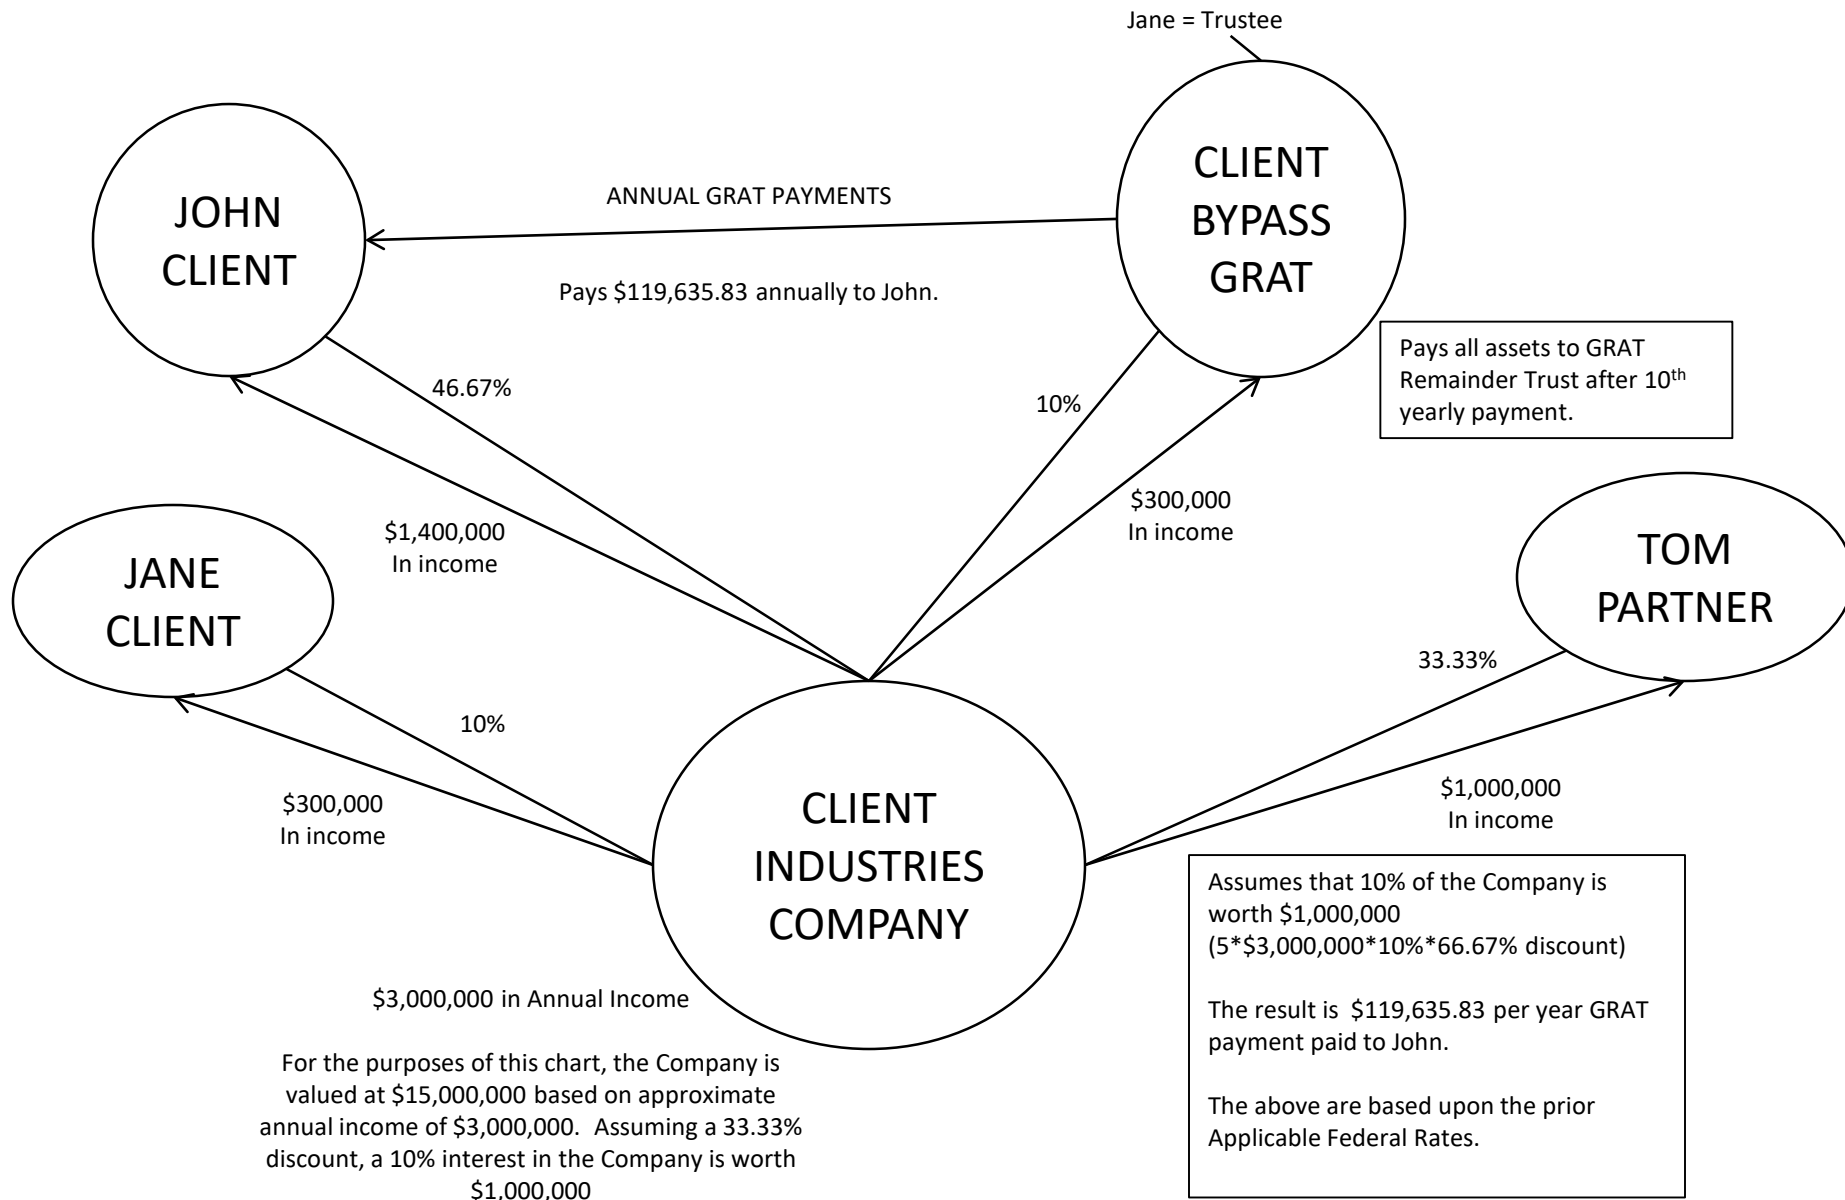 Jane = Trustee
JOHN
CLIENT
ANNUAL GRAT PAYMENTS
Pays $119,635.83 annually to John.
CLIENT
BYPASS
GRAT
Pays all assets to GRAT
Remainder Trust after 10th
yearly payment.
46.67%
10%
$1,400,000
In income
$300,000
In income
JANE
CLIENT
TOM
PARTNER
10%
33.33%
$300,000
In income
$1,000,000
In income
CLIENT
INDUSTRIES
COMPANY
$3,000,000 in Annual Income
For the purposes of this chart, the Company is
valued at $15,000,000 based on approximate
annual income of $3,000,000.  Assuming a 33.33%
discount, a 10% interest in the Company is worth
$1,000,000
Assumes that 10% of the Company is
worth $1,000,000
(5*$3,000,000*10%*66.67% discount)
The result is  $119,635.83 per year GRAT
payment paid to John.
The above are based upon the prior
Applicable Federal Rates.